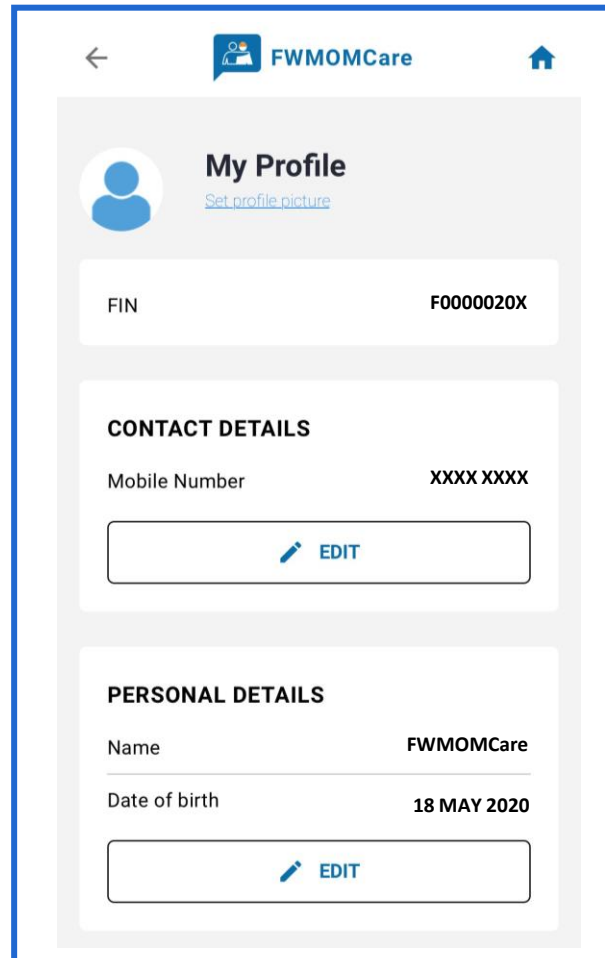 FWMOMCare
My Profile
Set profile picture
FIN F0000020X
CONTACT DETAILS
Mobile Number XXXX XXXX
EDIT
PERSONAL DETAILS
Name FWMOMCare
Date of birth 18 MAY 2020
EDIT